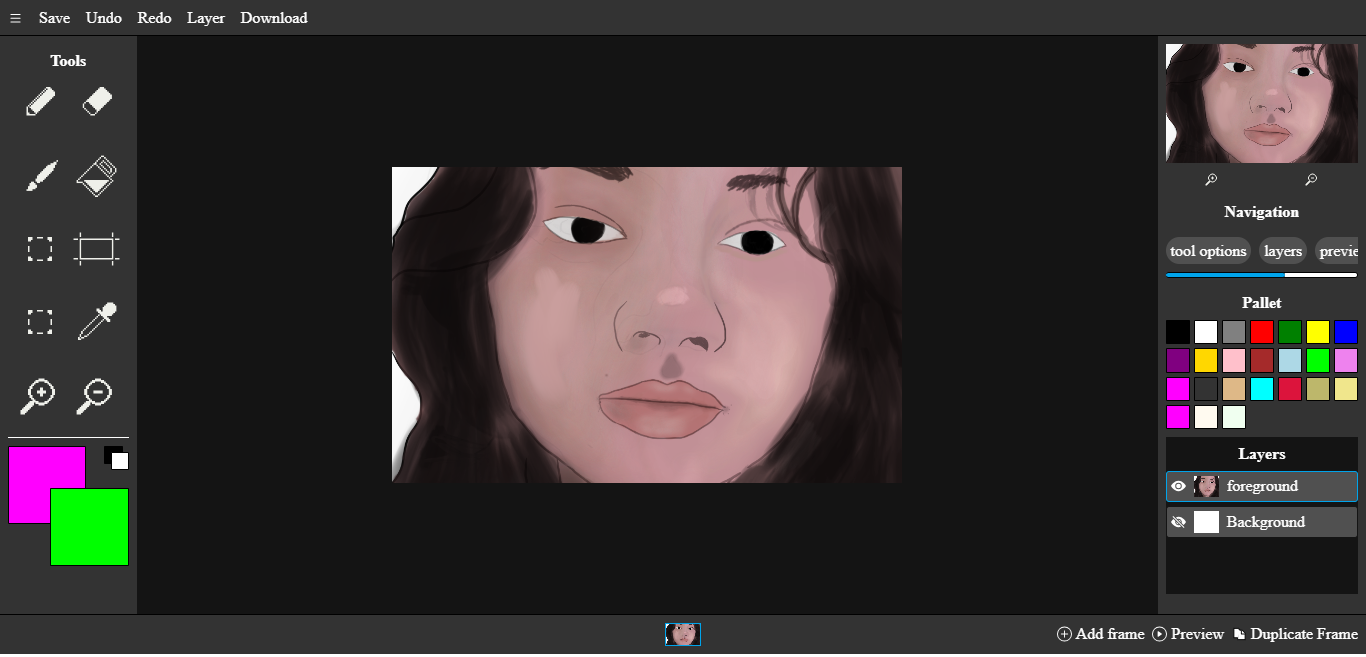 Save Undo Redo Layer Download
Tools
Navigation
tool options layers previe
Pallet
Layers
foreground
Background
Add frame Preview Duplicate Frame